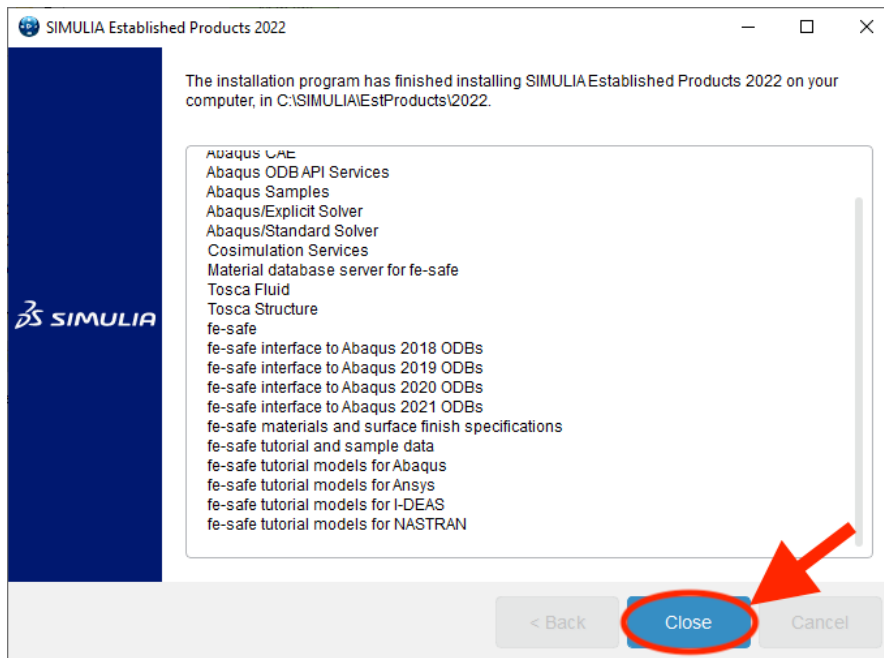 SIMULIA Established Products 2022
The installation program has finished installing SIMULIA Established Products 2022 on your
computer, in C:\SIMULIA\EstProducts\2022.
Abaqus CAE
Abaqus ODB API Services
Abaqus Samples
Abaqus/Explicit Solver
Abaqus/Standard Solver
Cosimulation Services
Material database server for fe-safe
Tosca Fluid
Tosca Structure
fe-safe
fe-safe interface to Abaqus 2018 ODBs
fe-safe interface to Abaqus 2019 ODBs
fe-safe interface to Abaqus 2020 ODBs
fe-safe interface to Abaqus 2021 ODBs
fe-safe materials and surface finish specifications
fe-safe tutorial and sample data
fe-safe tutorial models for Abaqus
fe-safe tutorial models for Ansys
fe-safe tutorial models for I-DEAS
fe-safe tutorial models for NASTRAN
3DS SIMULIA
< Back
Close
Cancel